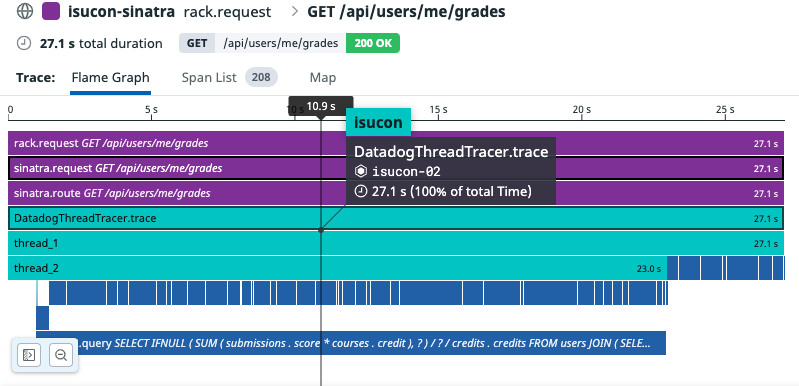 isucon-sinatra rack.request > GET /api/users/me/grades
27.1 s total duration GET /api/users/me/grades 200 OK
Trace: Flame Graph Span List 208 Map
10.9 s
0 5 s 10 s 15 s 20 s 25 s
isucon
rack.request GET /api/users/me/grades 27.1 s
DatadogThreadTracer.trace
sinatra.request GET /api/users/me/grades 27.1 s
isucon-02
sinatra.route GET /api/users/me/grades 27.1 s
27.1 s (100% of total Time)
DatadogThreadTracer.trace 27.1 s
thread_1 27.1 s
thread_2 23.0 s
.query SELECT IFNULL ( SUM ( submissions . score * courses . credit ), ? ) / ? / credits . credits FROM users JOIN ( SELE...